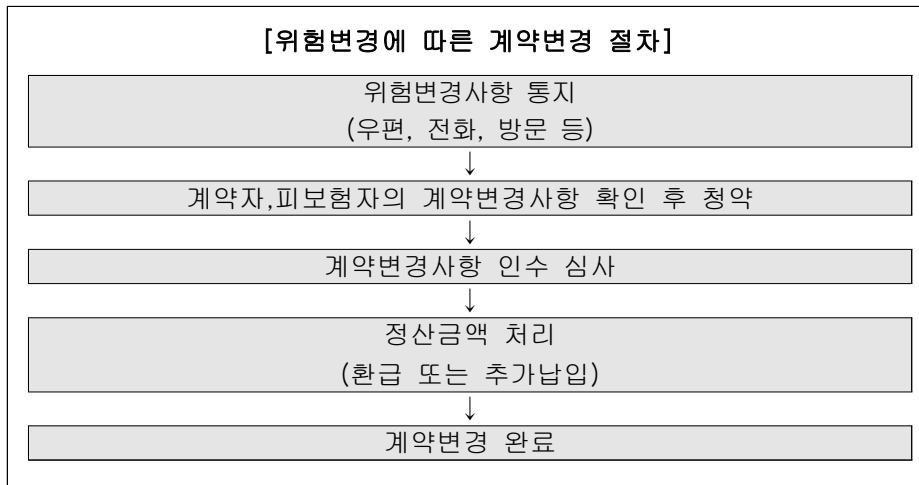 [위험변경에 따른 계약변경 절차]
위험변경사항 통지
(우편, 전화, 방문 등)
↓
계약자,피보험자의 계약변경사항 확인 후 청약
↓
계약변경사항 인수 심사
↓
정산금액 처리
(환급 또는 추가납입)
↓
계약변경 완료